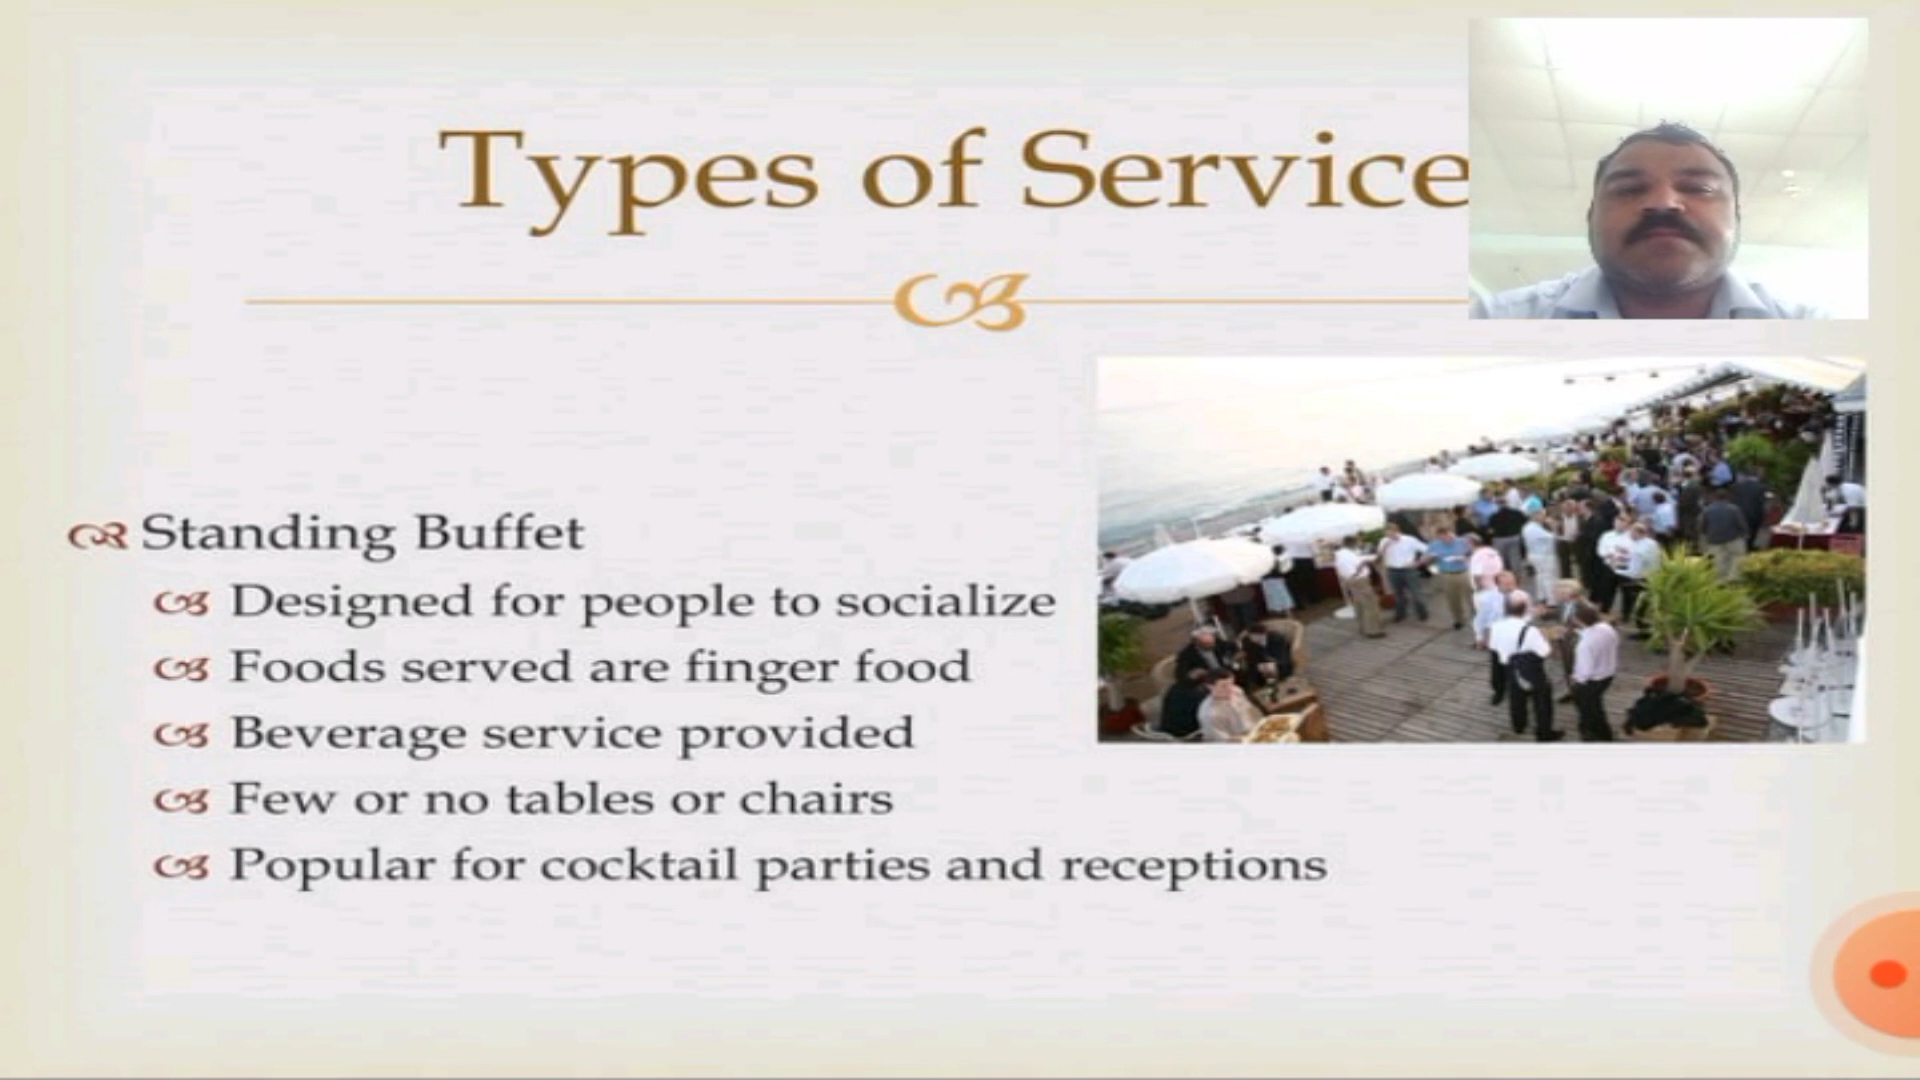 Types of Service
Standing Buffet
Designed for people to socialize
Foods served are finger food
Beverage service provided
Few or no tables or chairs
Popular for cocktail parties and receptions